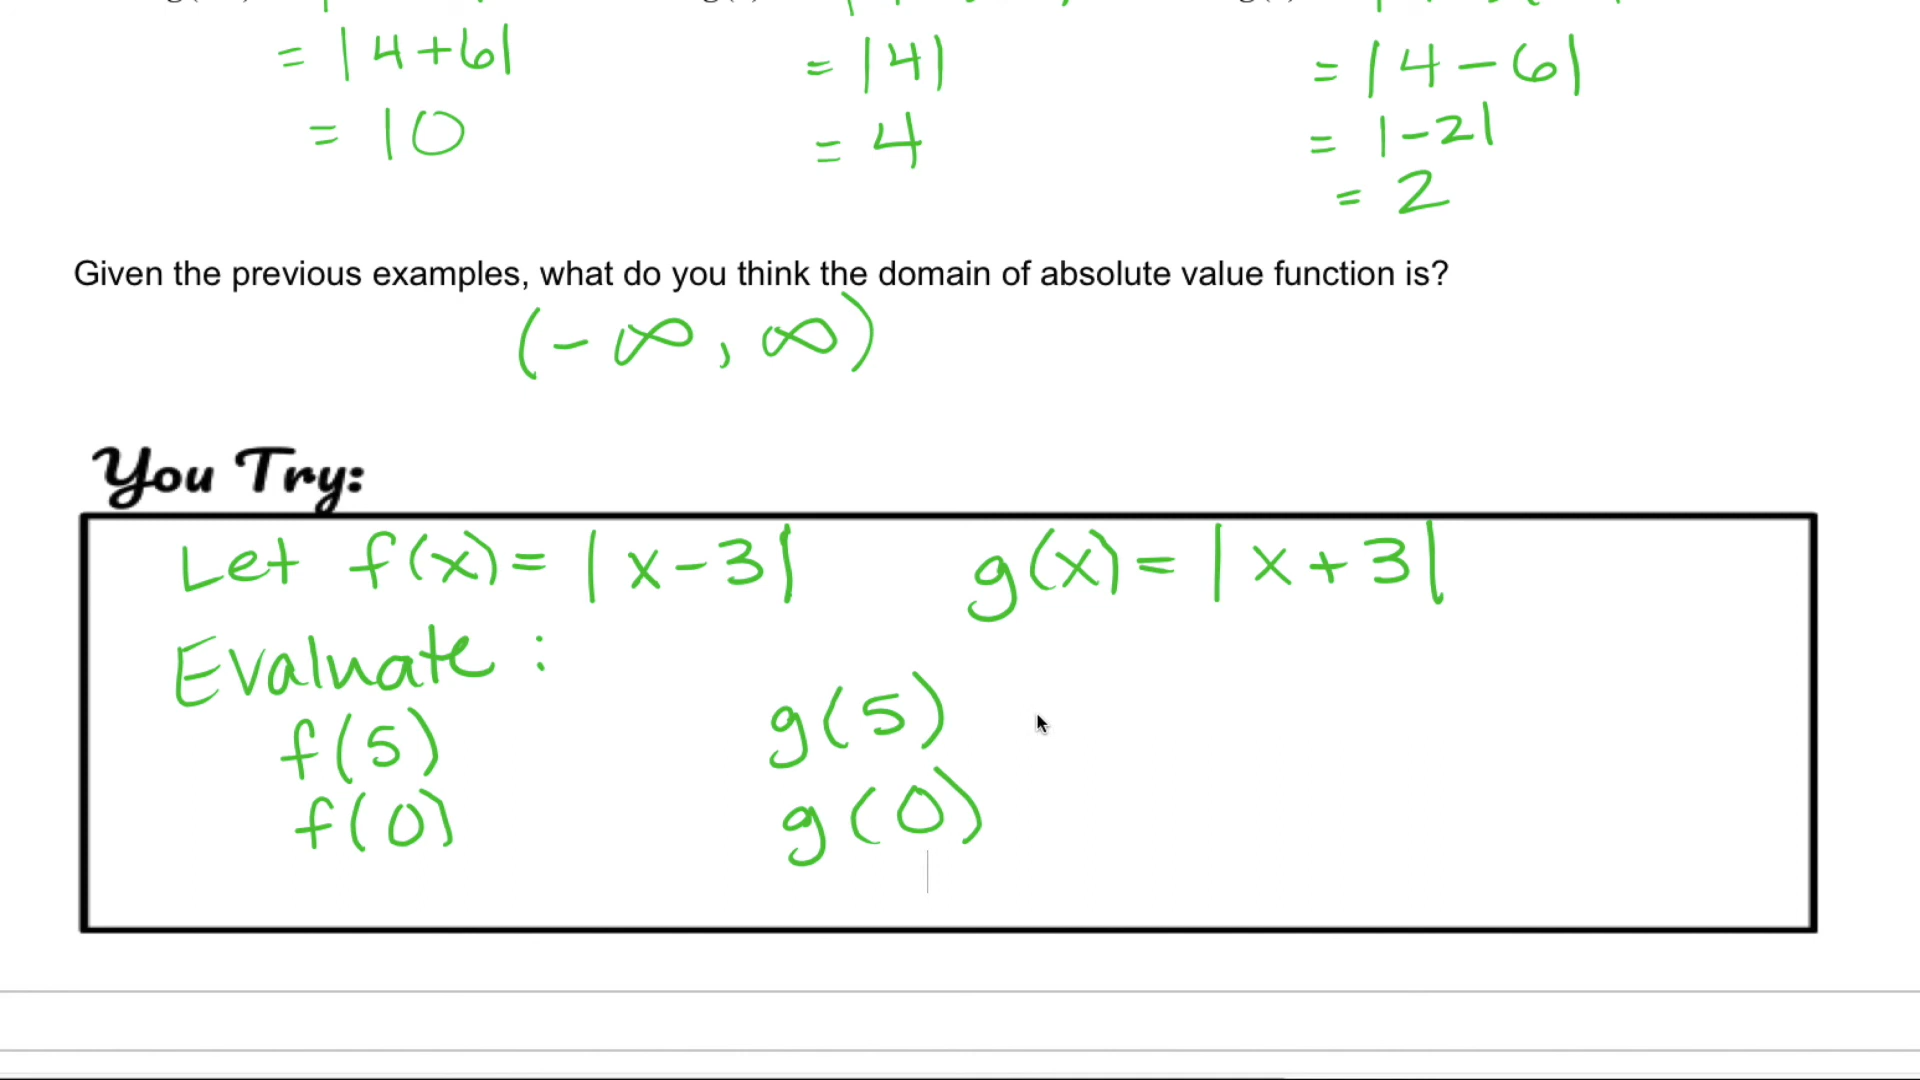 = |4+6| = |4| = |4-6|
= 10 = 4 = |-2|
= 2
Given the previous examples, what do you think the domain of absolute value function is?
(-∞, ∞)
You Try:
Let f(x) = |x-3| g(x) = |x+3|
Evaluate :
f(5) g(5)
f(0) g(0)